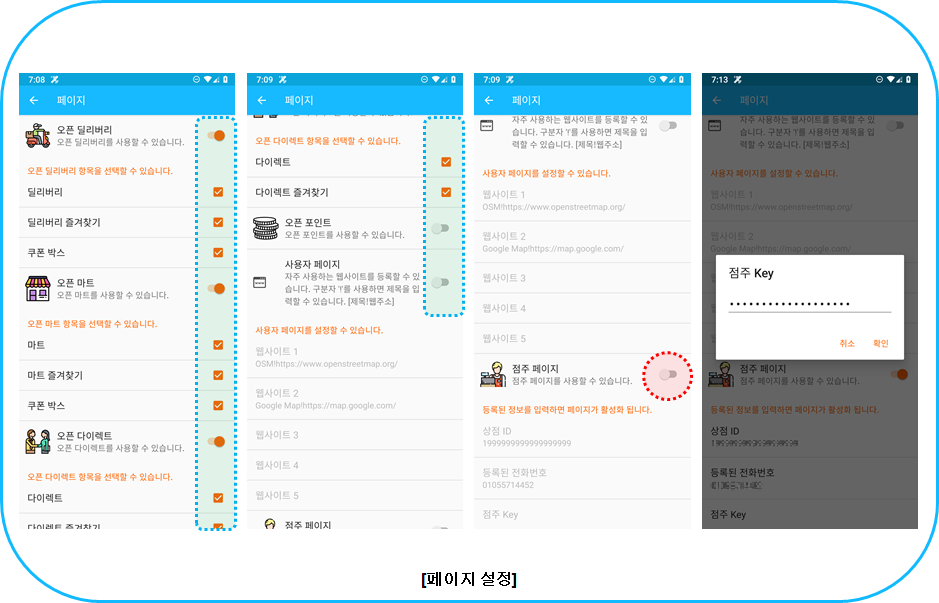 7:08
페이지
오픈 딜리버리
오픈 딜리버리를 사용할 수 있습니다.
오픈 딜리버리 항목을 선택할 수 있습니다.
딜리버리
딜리버리 즐겨찾기
쿠폰 박스
오픈 마트
오픈 마트를 사용할 수 있습니다.
오픈 마트 항목을 선택할 수 있습니다.
마트
마트 즐겨찾기
쿠폰 박스
오픈 다이렉트
오픈 다이렉트를 사용할 수 있습니다.
오픈 다이렉트 항목을 선택할 수 있습니다.
다이렉트
다이렉트 즐겨찾기
7:09
페이지
오픈 다이렉트 항목을 선택할 수 있습니다.
다이렉트
다이렉트 즐겨찾기
오픈 포인트
오픈 포인트를 사용할 수 있습니다.
사용자 페이지
자주 사용하는 웹사이트를 등록할 수 있
습니다. 구분자 '!'를 사용하면 제목을 입
력할 수 있습니다. [제목!웹주소]
사용자 페이지를 설정할 수 있습니다.
웹사이트 1
OSM!https://www.openstreetmap.org/
웹사이트 2
Google Map!https://map.google.com/
웹사이트 3
웹사이트 4
웹사이트 5
점주 페이지
7:09
페이지
자주 사용하는 웹사이트를 등록할 수 있
습니다. 구분자 '!'를 사용하면 제목을 입
력할 수 있습니다. [제목!웹주소]
사용자 페이지를 설정할 수 있습니다.
웹사이트 1
OSM!https://www.openstreetmap.org/
웹사이트 2
Google Map!https://map.google.com/
웹사이트 3
웹사이트 4
웹사이트 5
점주 페이지
점주 페이지를 사용할 수 있습니다.
등록된 정보를 입력하면 페이지가 활성화 됩니다.
상점 ID
1999999999999999999
등록된 전화번호
01055714452
점주 Key
7:13
페이지
자주 사용하는 웹사이트를 등록할 수 있
습니다. 구분자 '!'를 사용하면 제목을 입
력할 수 있습니다. [제목!웹주소]
사용자 페이지를 설정할 수 있습니다.
웹사이트 1
OSM!https://www.openstreetmap.org/
웹사이트 2
점주 Key
취소
확인
점주 페이지
점주 페이지를 사용할 수 있습니다.
등록된 정보를 입력하면 페이지가 활성화 됩니다.
상점 ID
등록된 전화번호
점주 Key
[페이지 설정]